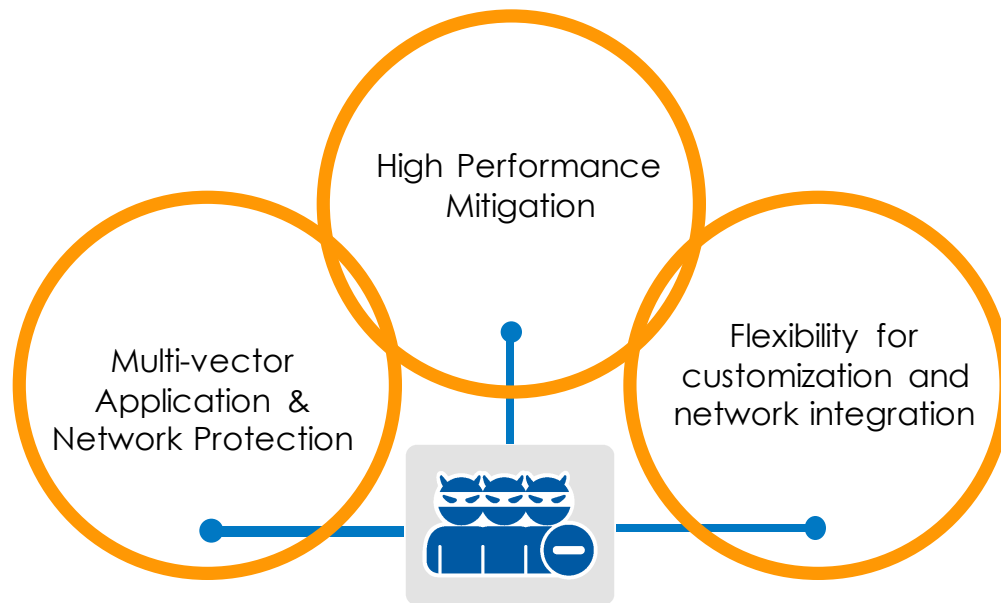 High Performance
Mitigation
Multi-vector
Application &
Network Protection
Flexibility for
customization and
network integration